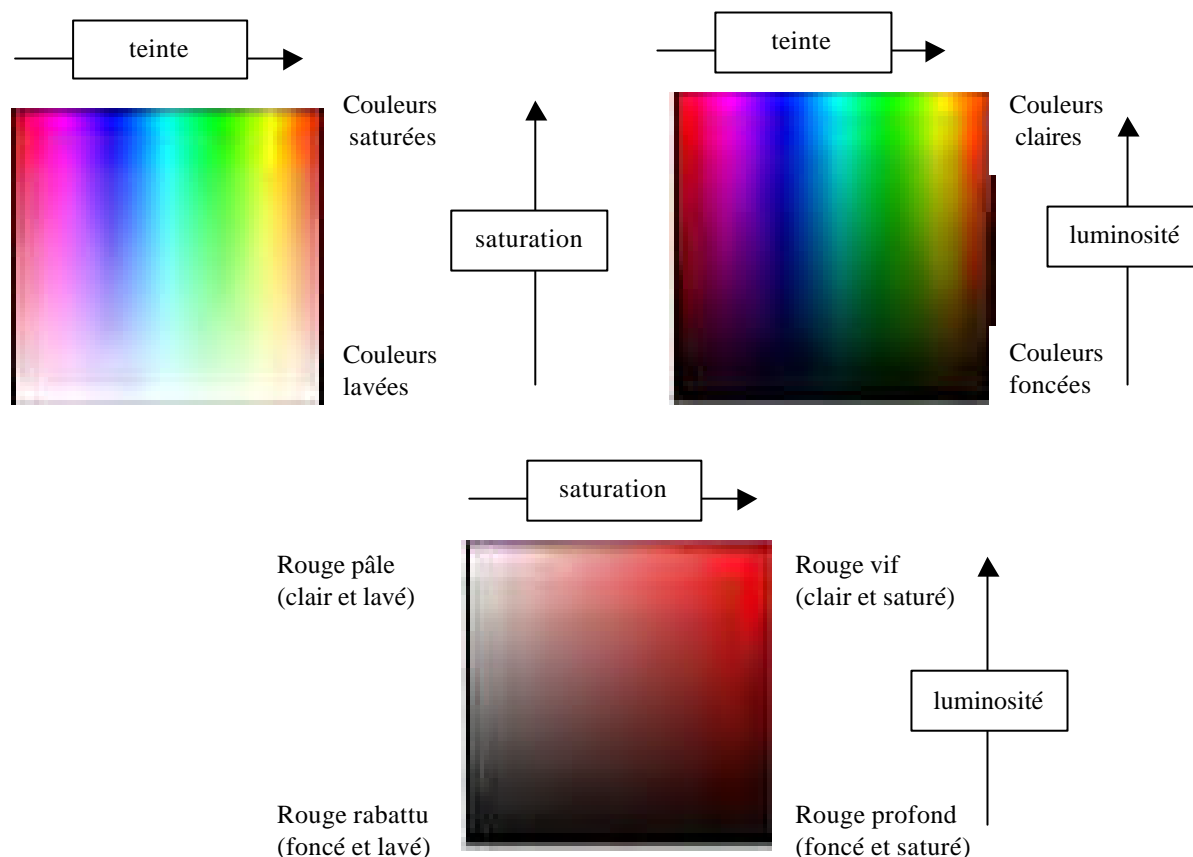 teinte
Couleurs
saturées
saturation
Couleurs
lavées
teinte
Couleurs
claires
luminosité
Couleurs
foncées
saturation
Rouge pâle
(clair et lavé)
Rouge vif
(clair et saturé)
luminosité
Rouge rabattu
(foncé et lavé)
Rouge profond
(foncé et saturé)